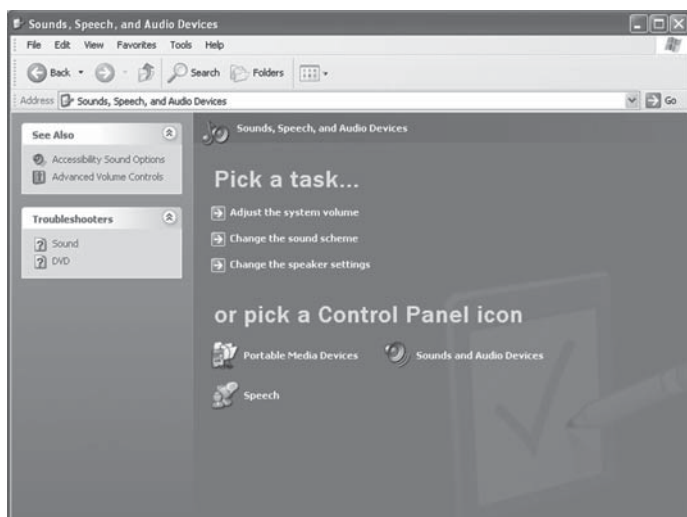 Sounds, Speech, and Audio Devices
File Edit View Favorites Tools Help
Back Search Folders
Address Sounds, Speech, and Audio Devices Go
See Also
Accessibility Sound Options
Advanced Volume Controls
Troubleshooters
Sound
DVD
Sounds, Speech, and Audio Devices
Pick a task...
Adjust the system volume
Change the sound scheme
Change the speaker settings
or pick a Control Panel icon
Portable Media Devices Sounds and Audio Devices
Speech